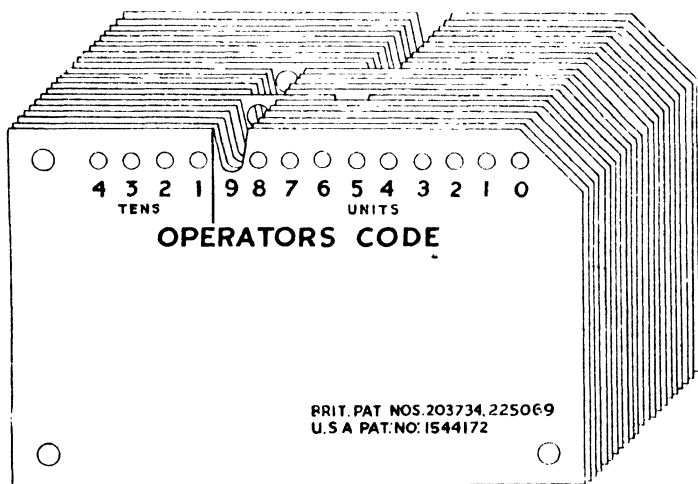 4 3 2 1 9 8 7 6 5 4 3 2 1 0
TENS UNITS
OPERATORS CODE
BRIT. PAT NOS. 203734, 225069
U.S A PAT. NO: 1544172